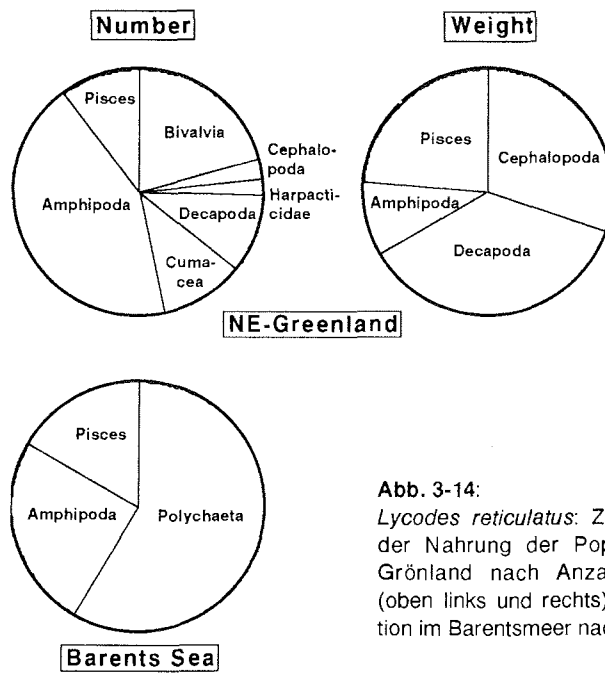 Number
Weight
Pisces
Bivalvia
Cephalo-
poda
Harpacti-
cidae
Decapoda
Cuma-
cea
Amphipoda
Pisces
Cephalopoda
Amphipoda
Decapoda
NE-Greenland
Pisces
Amphipoda
Polychaeta
Barents Sea
Abb. 3-14:
Lycodes reticulatus: Z
der Nahrung der Pop
Grönland nach Anza
(oben links und rechts)
tion im Barentsmeer na